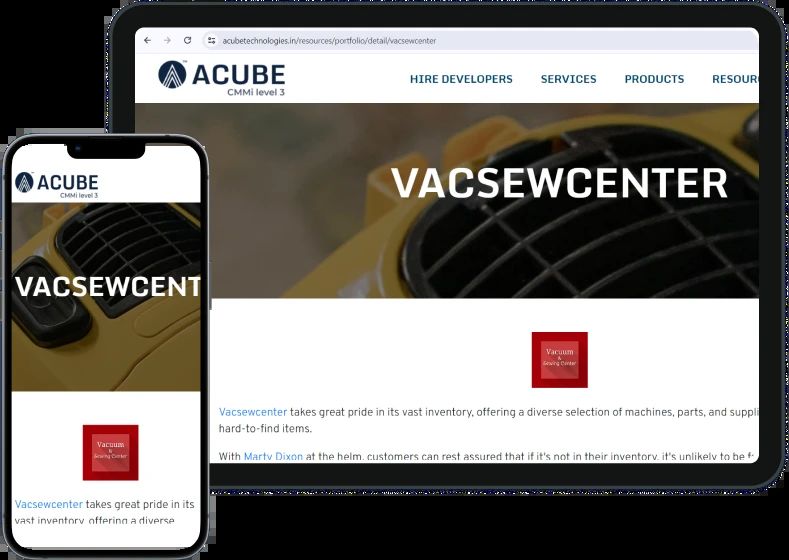 acubetechnologies.in/resources/portfolio/detail/vacsewcenter
ACUBE
CMMi level 3
HIRE DEVELOPERS SERVICES PRODUCTS RESOUR
VACSEWCENTER
Vacuum
&
Sewing Center
Vacsewcenter takes great pride in its vast inventory, offering a diverse selection of machines, parts, and suppli
hard-to-find items.
With Marty Dixon at the helm, customers can rest assured that if it's not in their inventory, it's unlikely to be f
ACUBE
CMMi level 3
VACSEWCENT
Vacuum
&
Sewing Center
Vacsewcenter takes great pride in its
vast inventory, offering a diverse